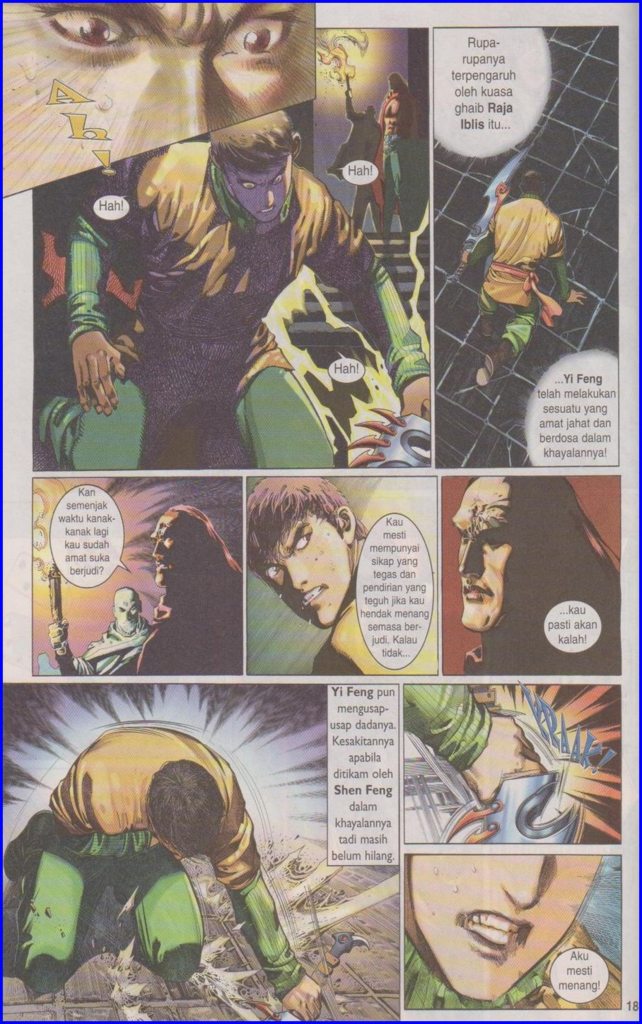 Ah!
Hah!
Hah!
Hah!
Rupa-
rupanya
terpengaruh
oleh kuasa
ghaib Raja
Iblis itu...
...Yi Feng
telah melakukan
sesuatu yang
amat jahat dan
berdosa dalam
khayalannya!
Kan
semenjak
waktu kanak-
kanak lagi
kau sudah
amat suka
berjudi?
Kau
mesti
mempunyai
sikap yang
tegas dan
pendirian yang
teguh jika kau
hendak menang
semasa ber-
judi. Kalau
tidak...
...kau
pasti akan
kalah!
Yi Feng pun
mengusap-
usap dadanya.
Kesakitannya
apabila
ditikam oleh
Shen Feng
dalam
khayalannya
tadi masih
belum hilang.
KRAAK!
Aku
mesti
menang!
18